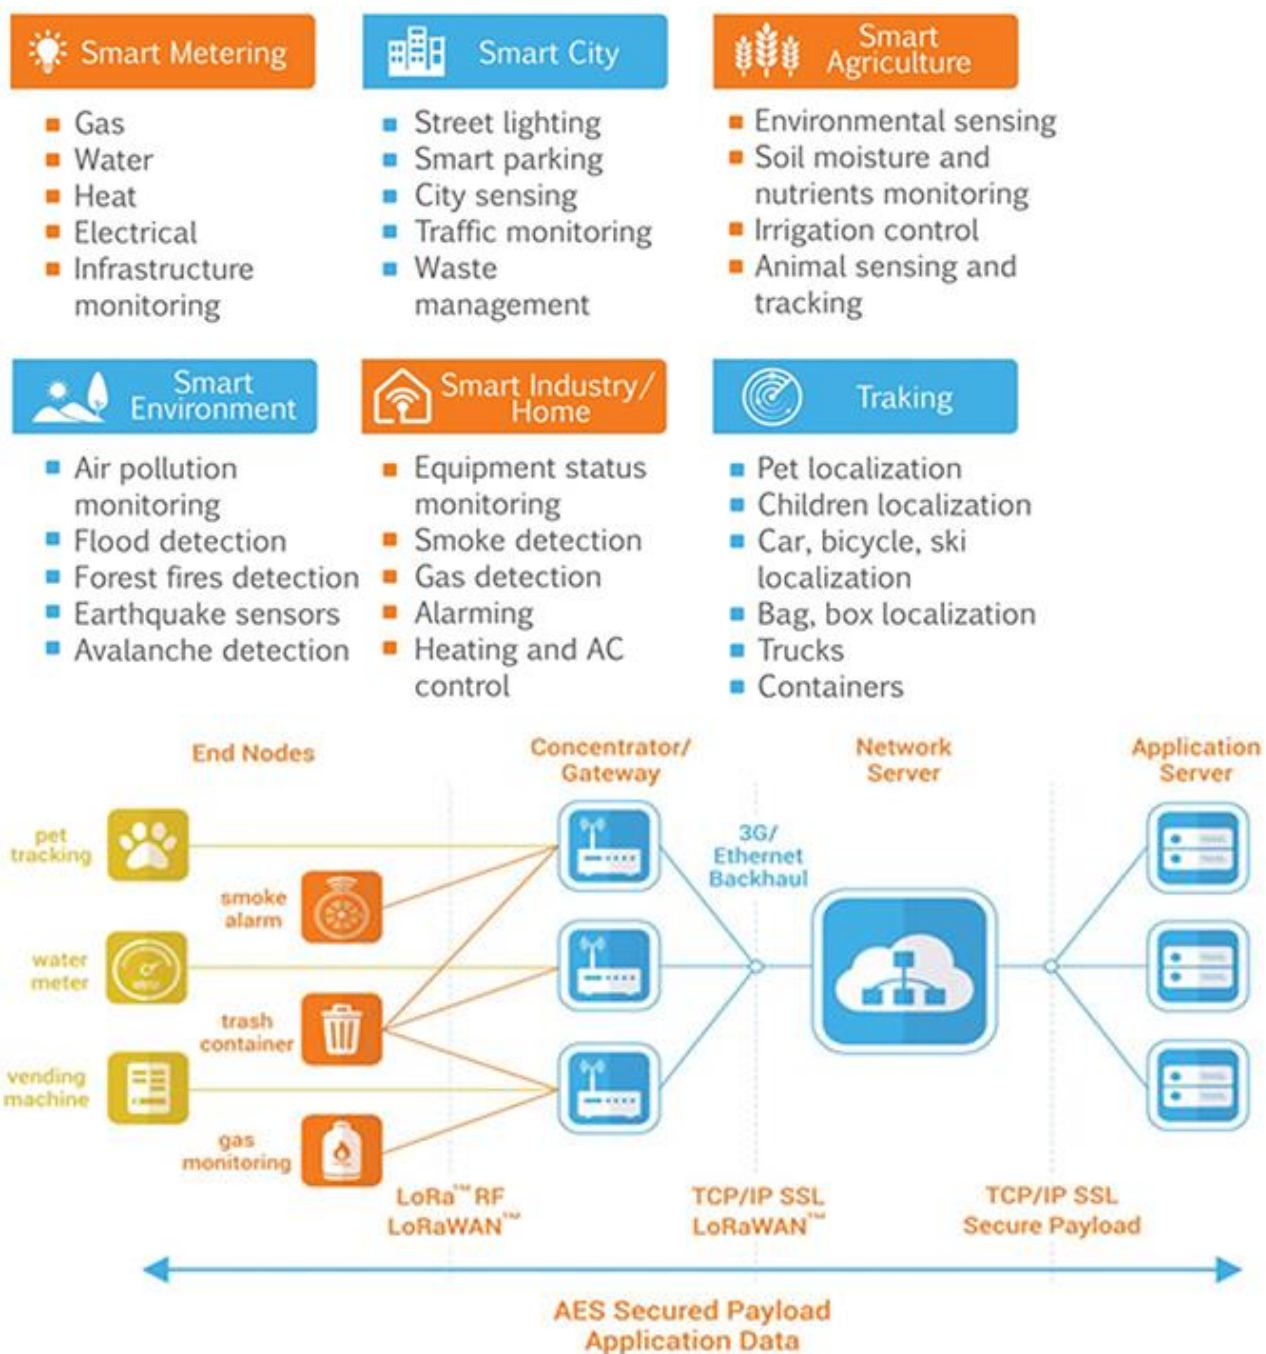 Smart Metering
Gas
Water
Heat
Electrical
Infrastructure
monitoring
Smart City
Street lighting
Smart parking
City sensing
Traffic monitoring
Waste
management
Smart
Agriculture
Environmental sensing
Soil moisture and
nutrients monitoring
Irrigation control
Animal sensing and
tracking
Smart
Environment
Air pollution
monitoring
Flood detection
Forest fires detection
Earthquake sensors
Avalanche detection
Smart Industry/
Home
Equipment status
monitoring
Smoke detection
Gas detection
Alarming
Heating and AC
control
Traking
Pet localization
Children localization
Car, bicycle, ski
localization
Bag, box localization
Trucks
Containers
End Nodes
Concentrator/
Gateway
Network
Server
Application
Server
pet
tracking
smoke
alarm
water
meter
trash
container
vending
machine
gas
monitoring
3G/
Ethernet
Backhaul
LoRa™ RF
LoRaWAN™
TCP/IP SSL
LoRaWAN™
TCP/IP SSL
Secure Payload
AES Secured Payload
Application Data